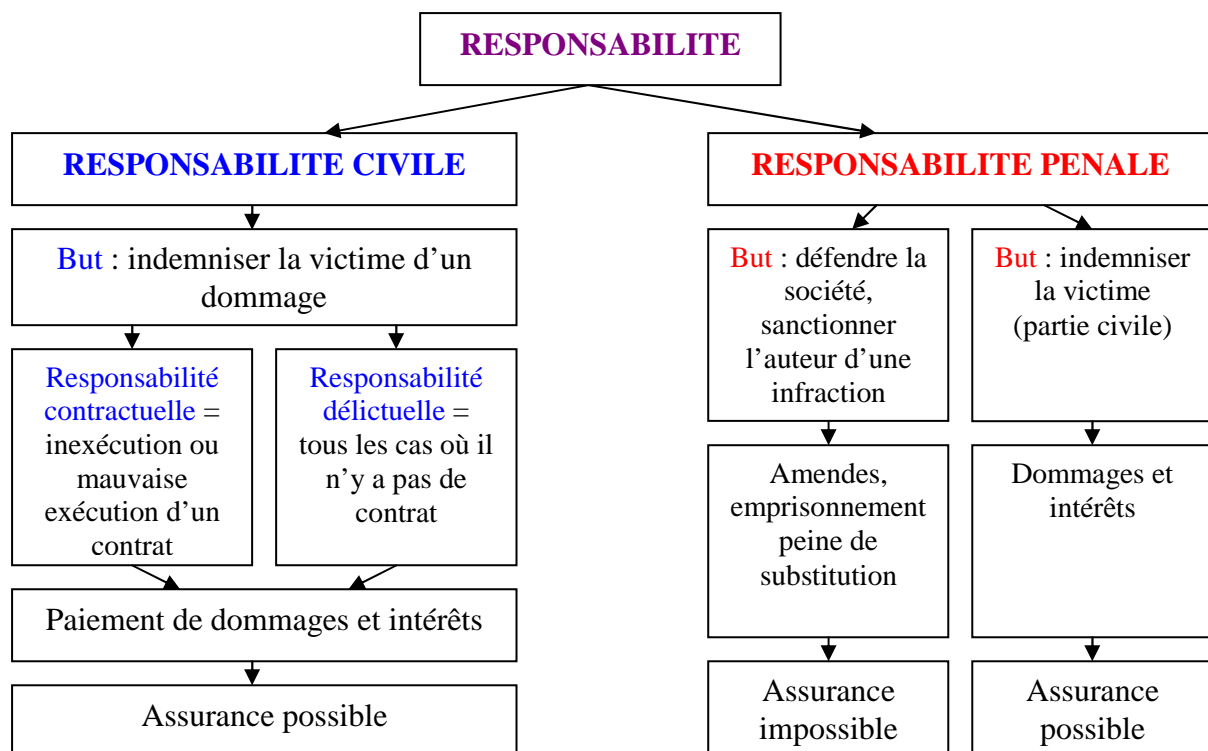 RESPONSABILITE
RESPONSABILITE CIVILE
But : indemniser la victime d’un
dommage
Responsabilité
contractuelle =
inexécution ou
mauvaise
exécution d’un
contrat
Responsabilité
délictuelle =
tous les cas où il
n’y a pas de
contrat
Paiement de dommages et intérêts
Assurance possible
RESPONSABILITE PENALE
But : défendre la
société,
sanctionner
l’auteur d’une
infraction
Amendes,
emprisonnement
peine de
substitution
Assurance
impossible
But : indemniser
la victime
(partie civile)
Dommages et
intérêts
Assurance
possible